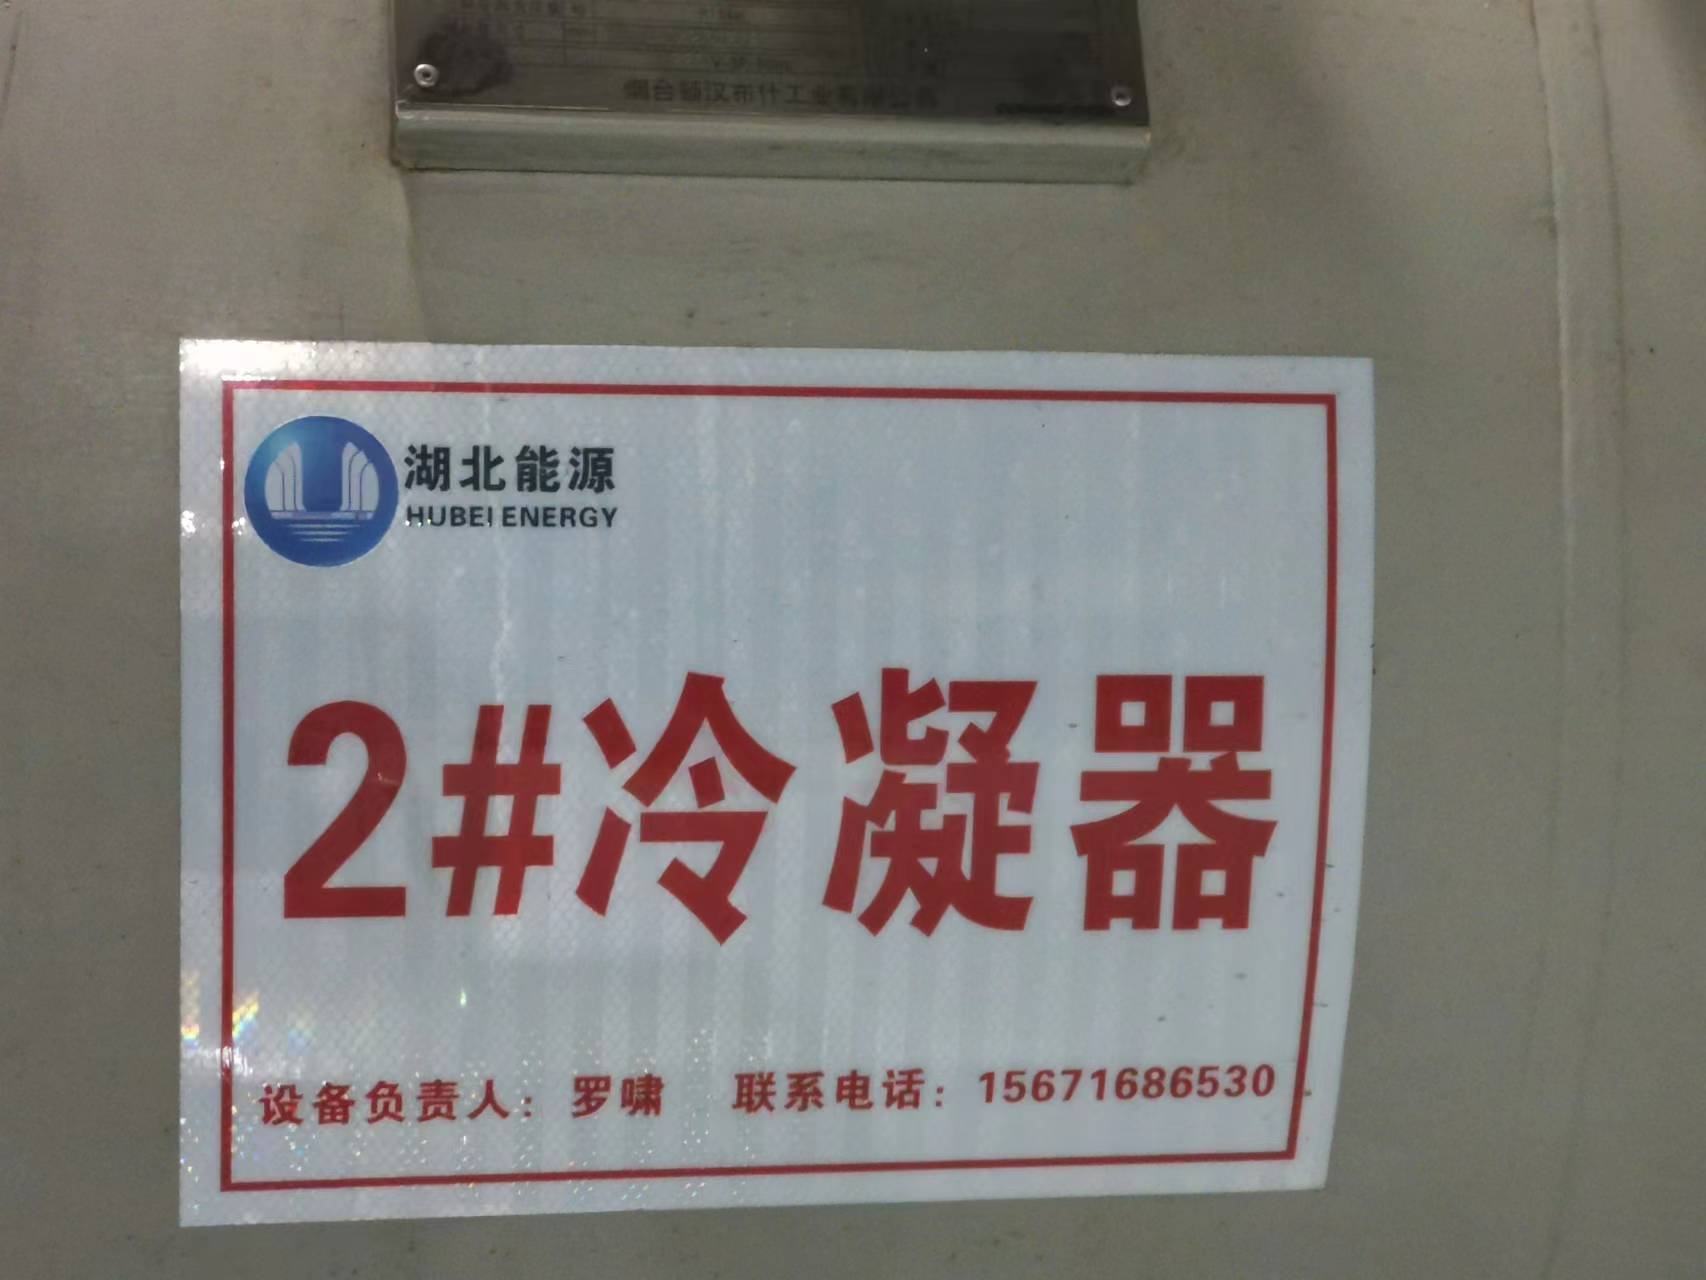 湖北能源
HUBEI ENERGY
2#冷凝器
设备负责人：罗啸 联系电话：15671686530